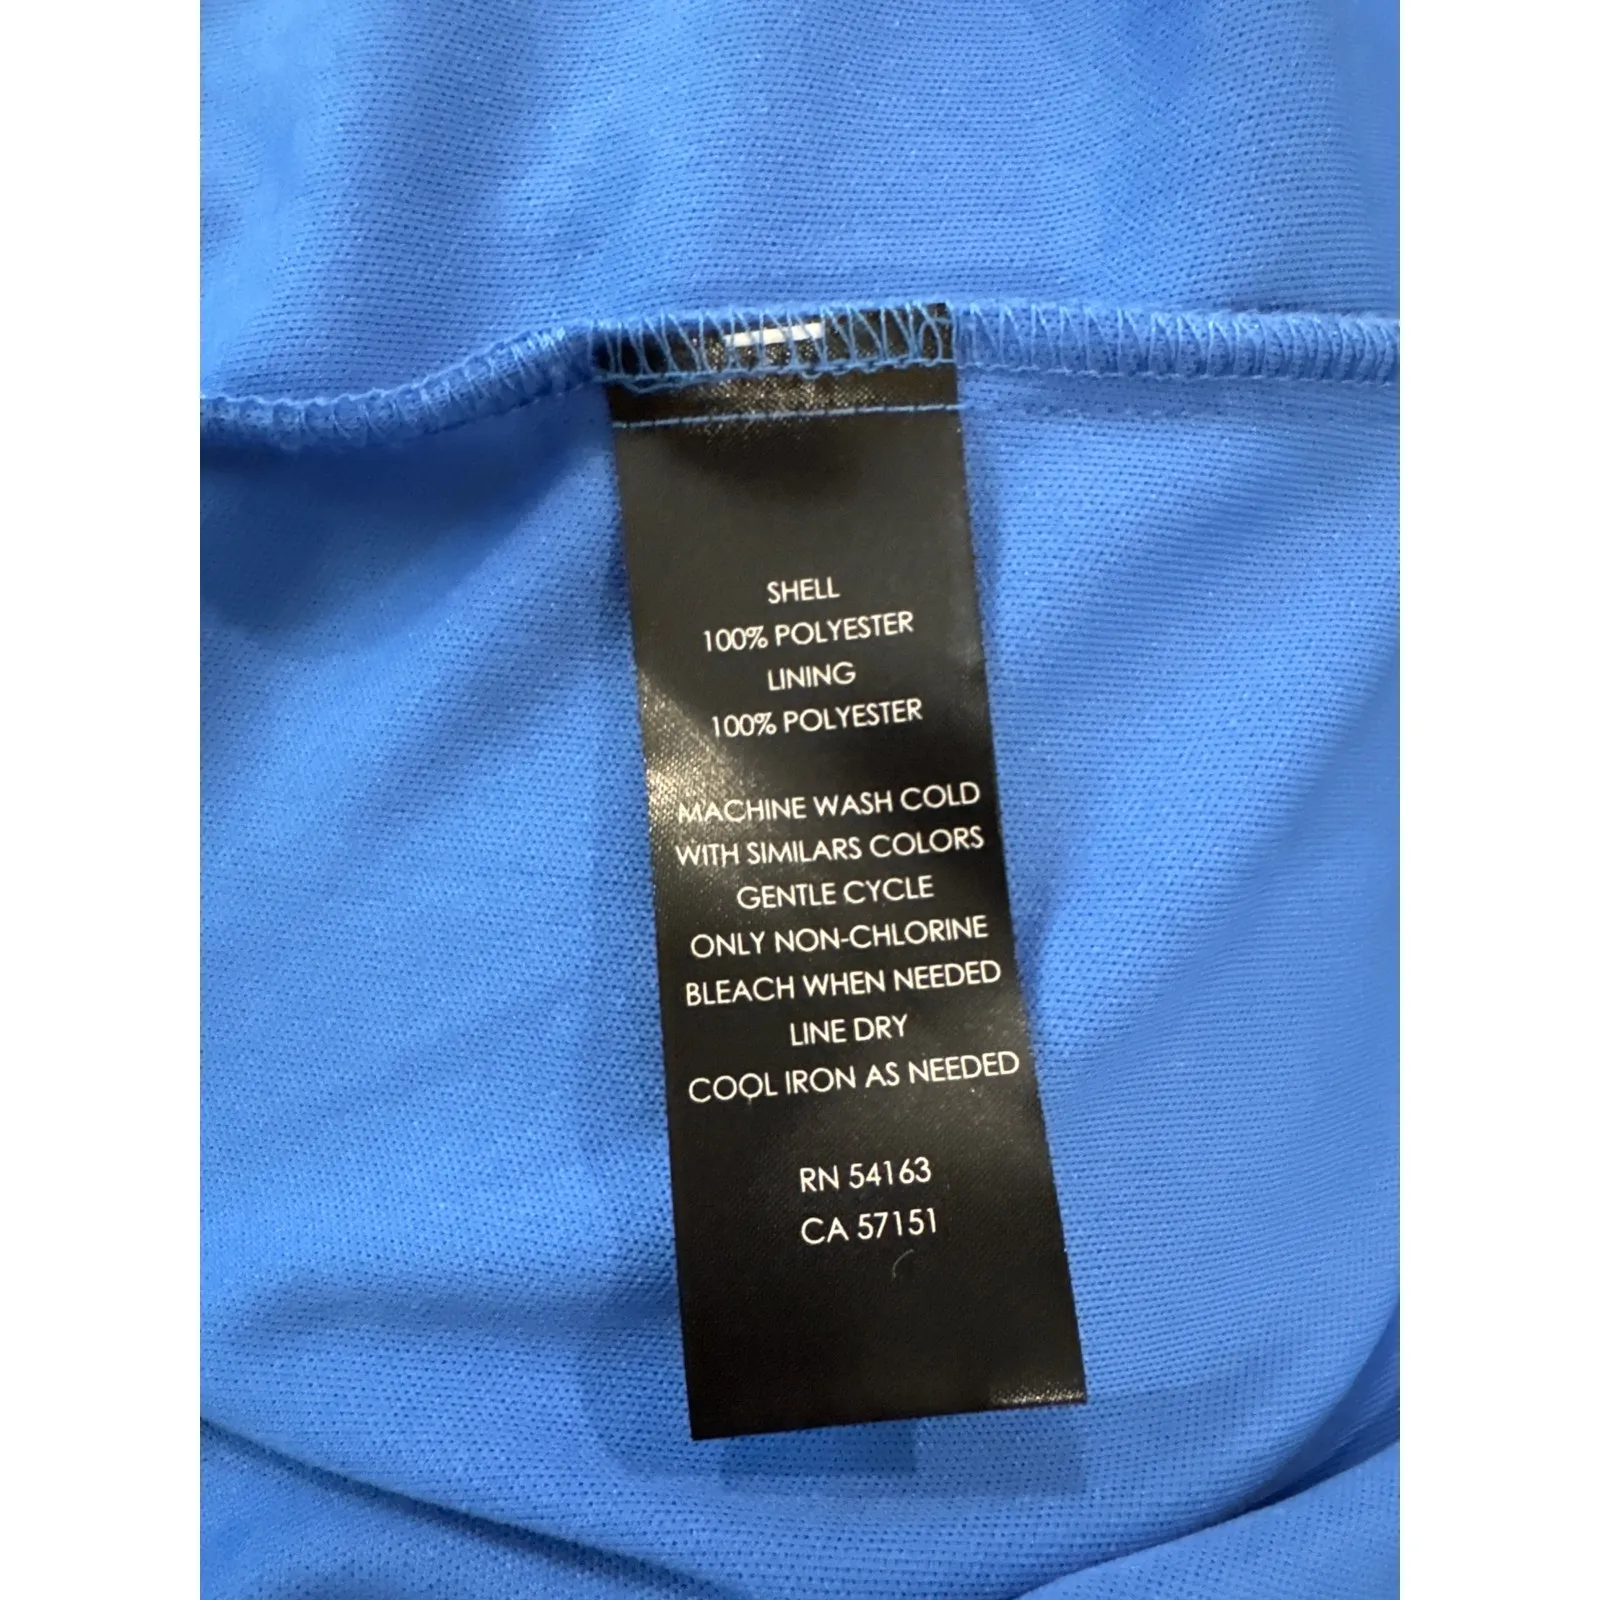 SHELL
100% POLYESTER
LINING
100% POLYESTER
MACHINE WASH COLD
WITH SIMILARS COLORS
GENTLE CYCLE
ONLY NON-CHLORINE
BLEACH WHEN NEEDED
LINE DRY
COOL IRON AS NEEDED
RN 54163
CA 57151